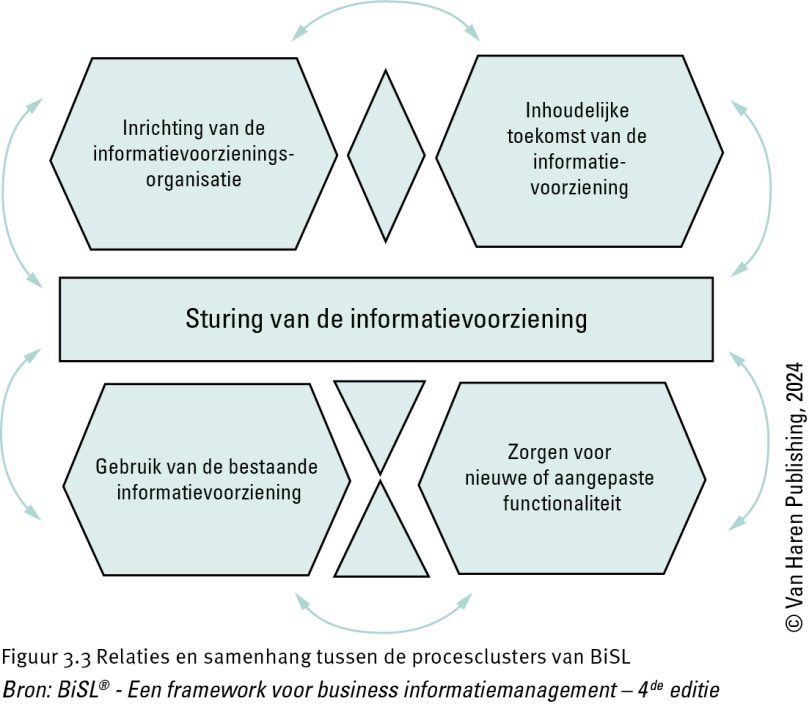 Inrichting van de
informatievoorzienings-
organisatie
Inhoudelijke
toekomst van de
informatie-
voorziening
Sturing van de informatievoorziening
Gebruik van de bestaande
informatievoorziening
Zorgen voor
nieuwe of aangepaste
functionaliteit
© Van Haren Publishing, 2024
Figuur 3.3 Relaties en samenhang tussen de procesclusters van BiSL
Bron: BiSL® - Een framework voor business informatiemanagement – 4de editie